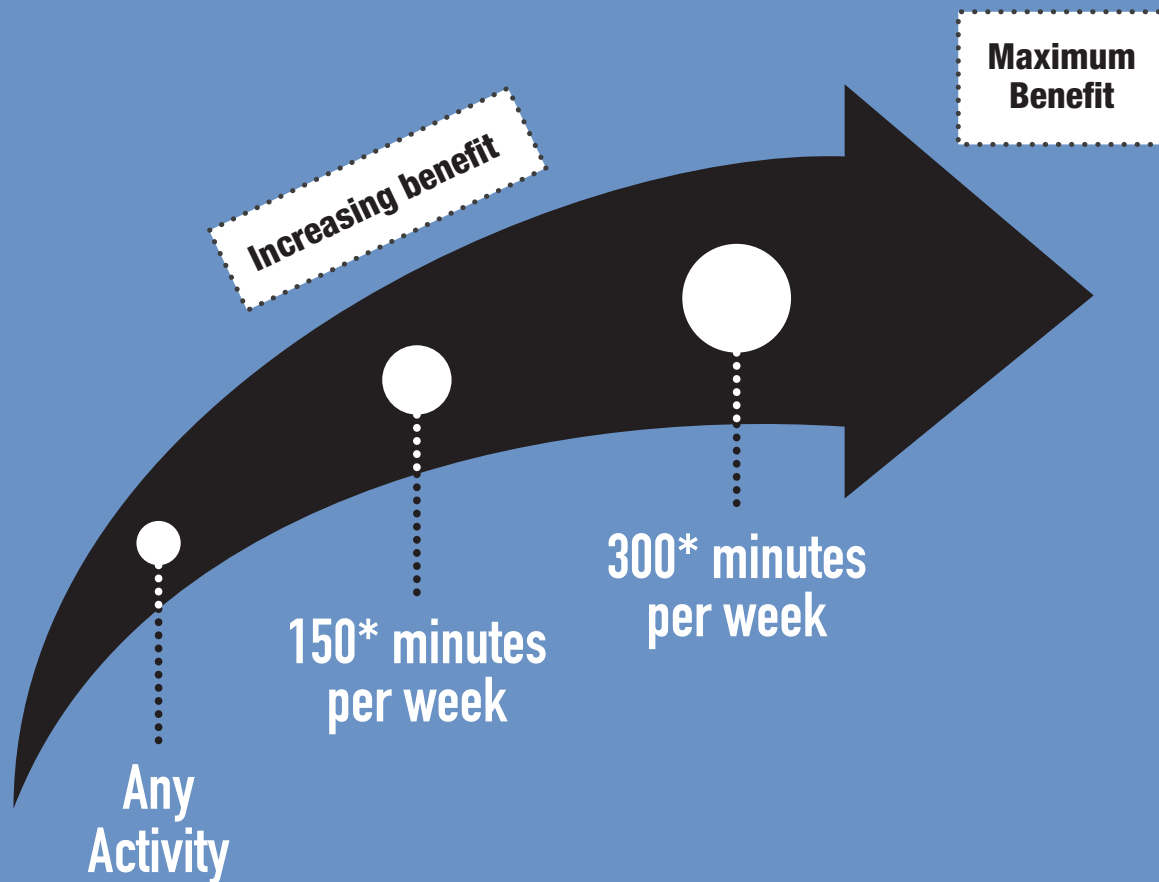 Maximum
Benefit
Increasing benefit
300* minutes
per week
150* minutes
per week
Any
Activity